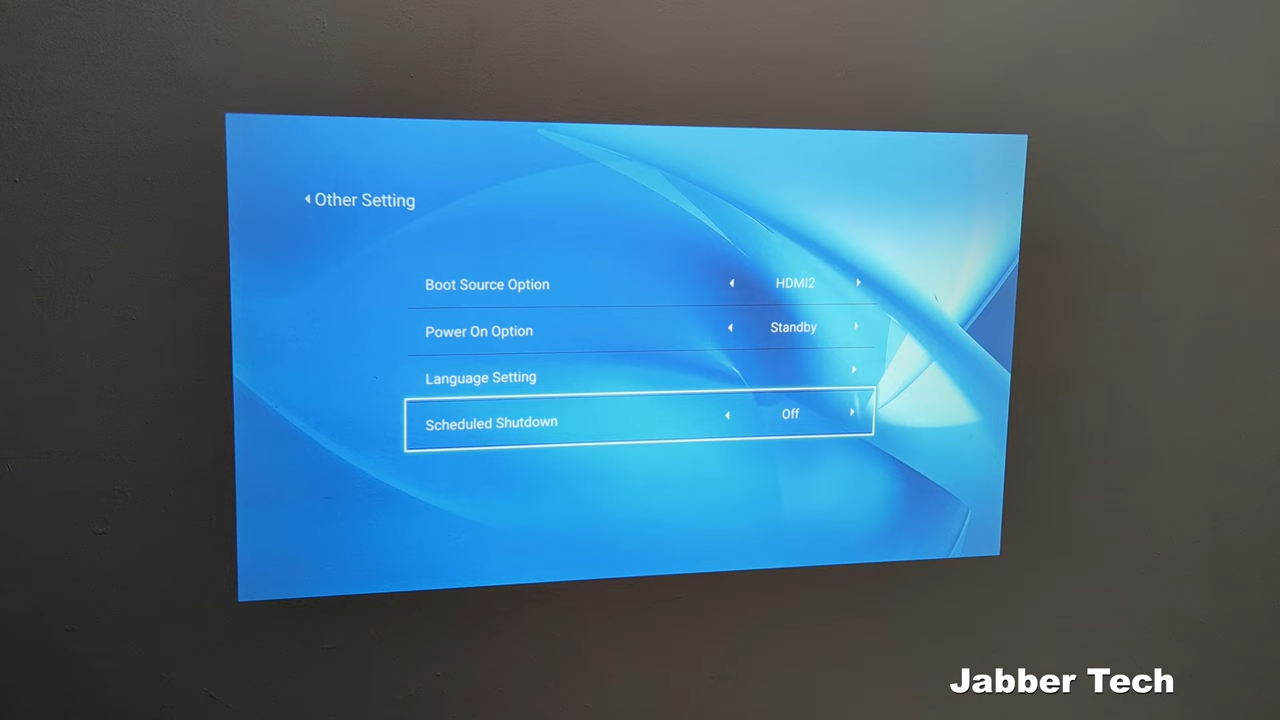 Other Setting
Boot Source Option HDMI2
Power On Option Standby
Language Setting
Scheduled Shutdown Off
Jabber Tech